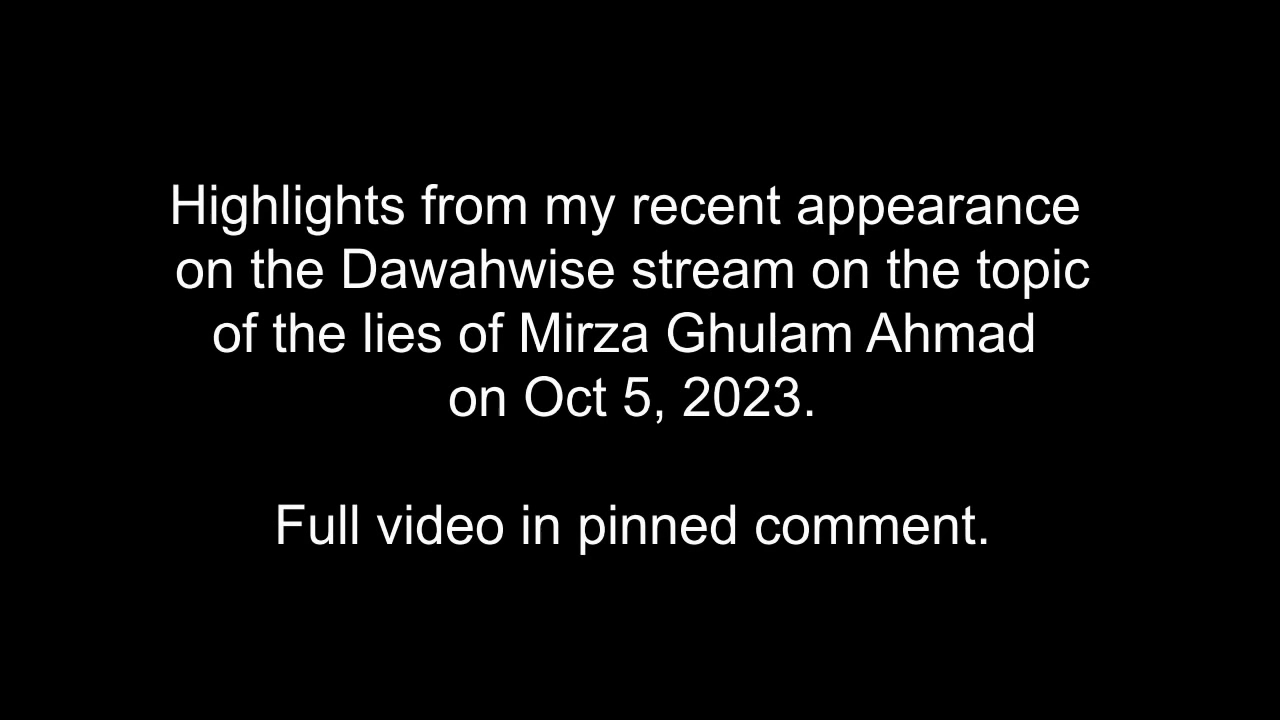 Highlights from my recent appearance
on the Dawahwise stream on the topic
of the lies of Mirza Ghulam Ahmad
on Oct 5, 2023.
Full video in pinned comment.